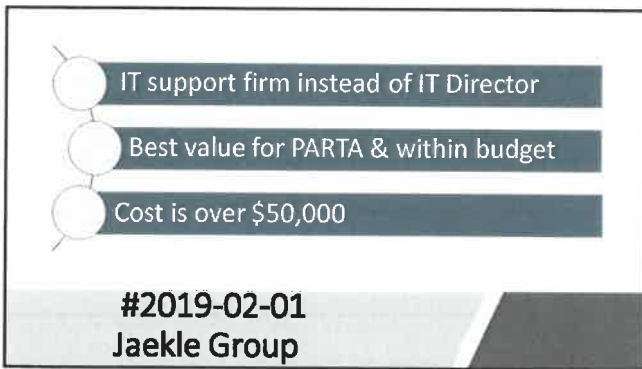 IT support firm instead of IT Director
Best value for PARTA & within budget
Cost is over $50,000
#2019-02-01
Jaekle Group